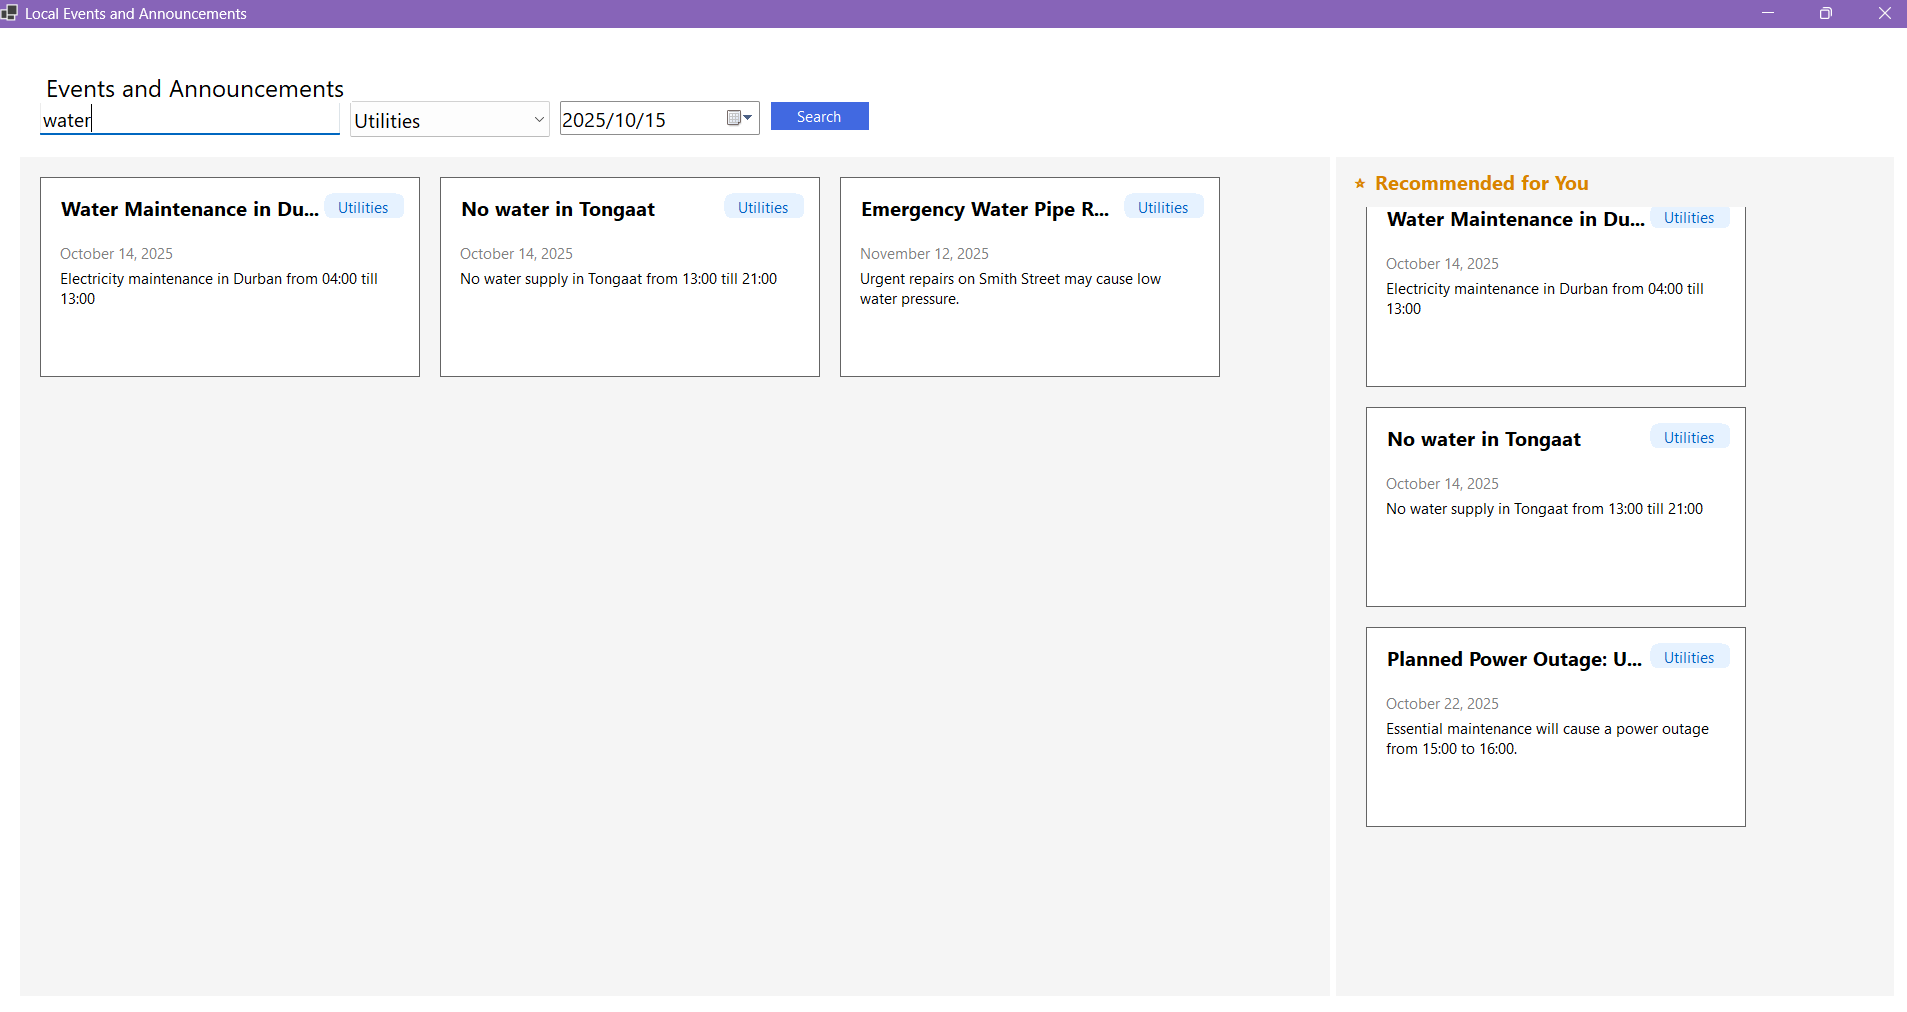 Local Events and Announcements
Events and Announcements
water
Utilities
2025/10/15
Search
Water Maintenance in Du...
Utilities
October 14, 2025
Electricity maintenance in Durban from 04:00 till
13:00
No water in Tongaat
Utilities
October 14, 2025
No water supply in Tongaat from 13:00 till 21:00
Emergency Water Pipe R...
Utilities
November 12, 2025
Urgent repairs on Smith Street may cause low
water pressure.
Recommended for You
Water Maintenance in Du...
Utilities
October 14, 2025
Electricity maintenance in Durban from 04:00 till
13:00
No water in Tongaat
Utilities
October 14, 2025
No water supply in Tongaat from 13:00 till 21:00
Planned Power Outage: U...
Utilities
October 22, 2025
Essential maintenance will cause a power outage
from 15:00 to 16:00.